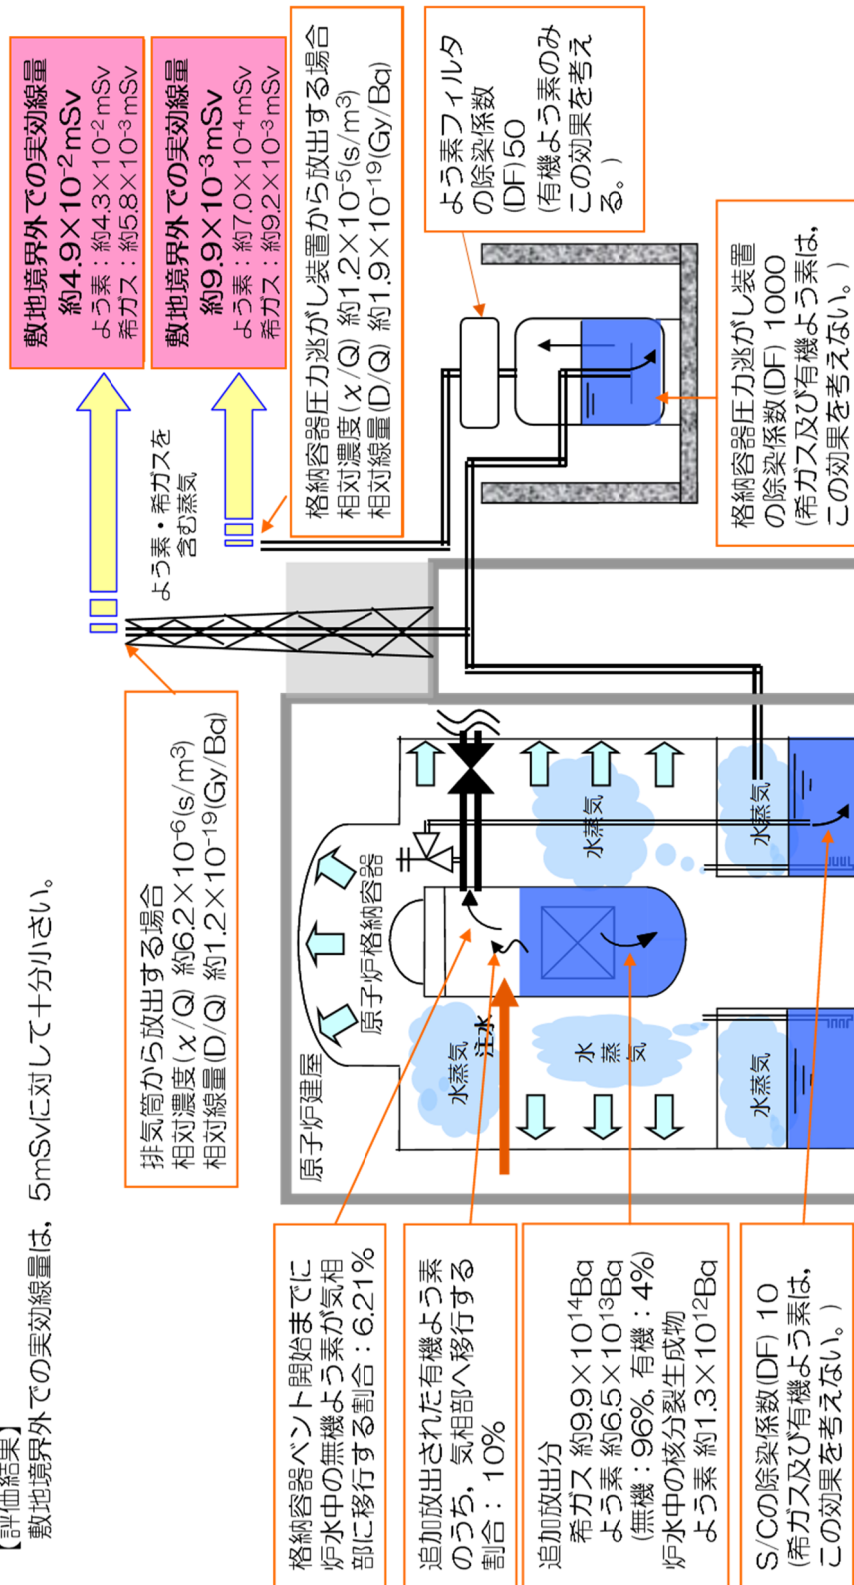 【評価結果】
敷地境界外での実効線量は，5mSvに対して十分小さい。
敷地境界外での実効線量
約4.9×10⁻²mSv
よう素：約4.3×10⁻²mSv
希ガス：約5.8×10⁻³mSv
敷地境界外での実効線量
約9.9×10⁻³mSv
よう素：約7.0×10⁻⁴mSv
希ガス：約9.2×10⁻³mSv
よう素・希ガスを
含む蒸気
排気筒から放出する場合
相対濃度(χ/Q) 約6.2×10⁻⁶(s/m³)
相対線量(D/Q) 約1.2×10⁻¹⁹(Gy/Bq)
格納容器圧力逃がし装置から放出する場合
相対濃度(χ/Q) 約1.2×10⁻⁵(s/m³)
相対線量(D/Q) 約1.9×10⁻¹⁹(Gy/Bq)
よう素フィルタ
の除染係数
(DF)50
(有機よう素のみ
この効果を考え
る。)
格納容器圧力逃がし装置
の除染係数(DF) 1000
(希ガス及び有機よう素は，
この効果を考えない。)
原子炉建屋
原子炉格納容器
水蒸気
注水
水
蒸気
水蒸気
水蒸気
水蒸気
格納容器ベント開始までに
炉水中の無機よう素が気相
部に移行する割合：6.21%
追加放出された有機よう素
のうち，気相部へ移行する
割合：10%
追加放出分
希ガス 約9.9×10¹⁴Bq
よう素 約6.5×10¹³Bq
(無機：96%, 有機：4%)
炉水中の核分裂生成物
よう素 約1.3×10¹²Bq
S/Cの除染係数(DF) 10
(希ガス及び有機よう素は，
この効果を考えない。)